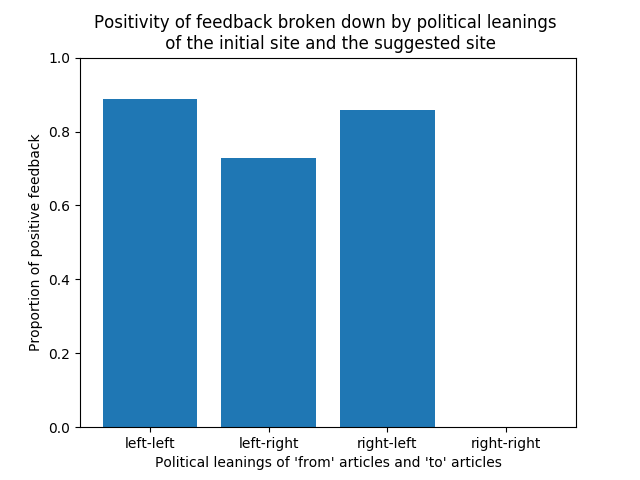 Positivity of feedback broken down by political leanings
of the initial site and the suggested site
1.0
0.8
0.6
0.4
0.2
0.0
Proportion of positive feedback
left-left left-right right-left right-right
Political leanings of 'from' articles and 'to' articles